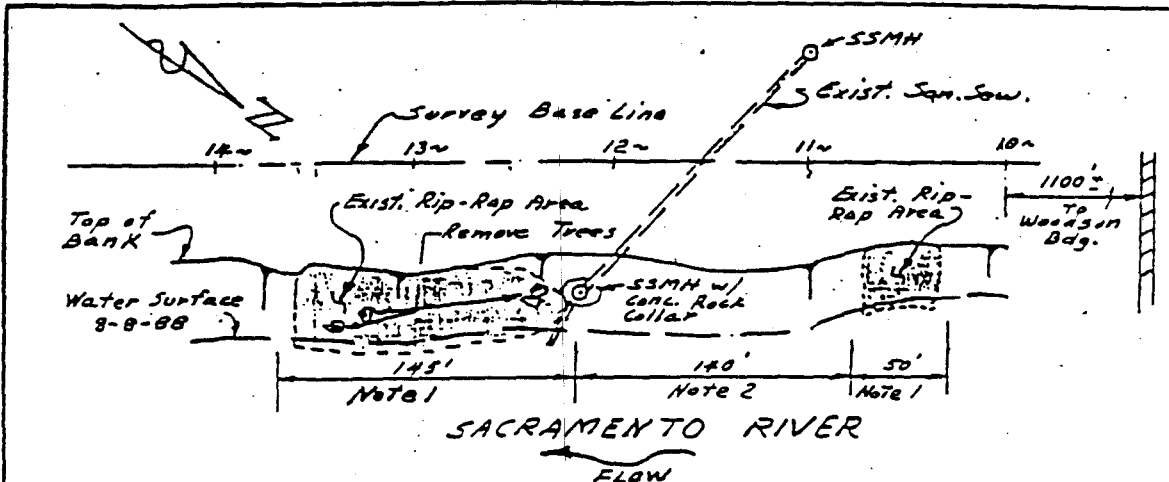 SSMH
Exist. San. Sew.
Survey Base Line
14~ 13~ 12~ 11~ 10~
1100'±
To
Woodson
Bdg.
Exist. Rip-Rap Area
Exist. Rip-
Rap Area
Top of
Bank
Remove Trees
Water Surface
8-8-88
SSMH w/
Conc. Rock
Collar
145' 140' 50'
Note 1 Note 2 Note 1
SACRAMENTO RIVER
FLOW
N